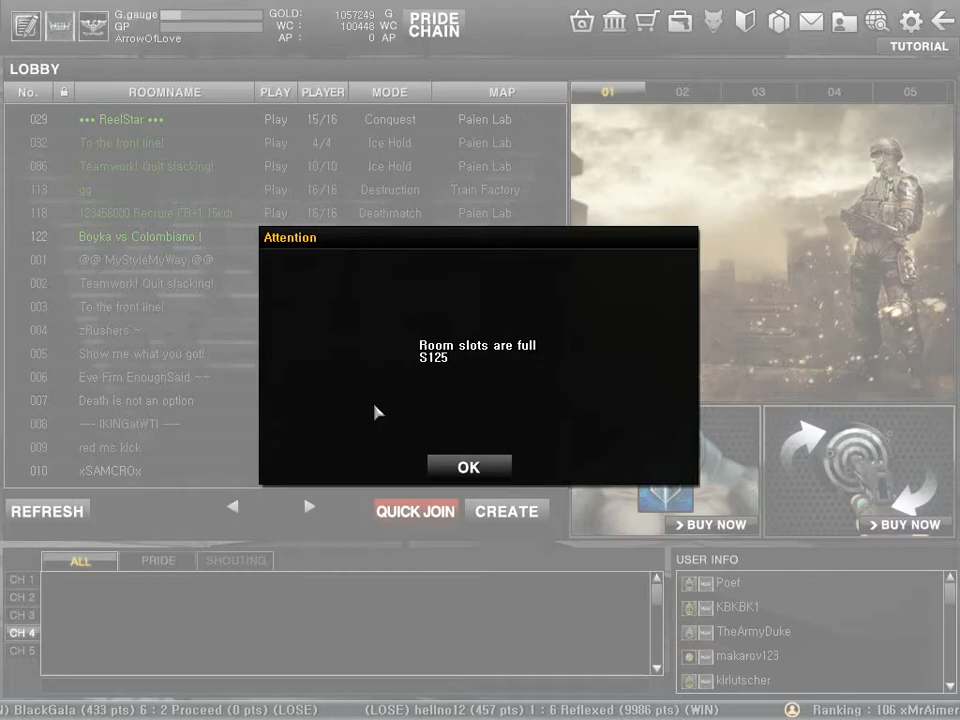 G.gauge
GP
ArrowOfLove
GOLD: 1057249 G
WC : 100448 WC
AP : 0 AP
PRIDE CHAIN
TUTORIAL
LOBBY
No. ROOMNAME PLAY PLAYER MODE MAP
029 ••• ReelStar ••• Play 15/16 Conquest Paien Lab
032 To the front line! Play 4/4 Ice Hold Paien Lab
086 Teamwork! Quit slacking! Play 10/10 Ice Hold Paien Lab
113 gg Play 16/16 Destruction Train Factory
118 Play 16/16 Deathmatch Paien Lab
122 Boyka vs Colombiano !
001 @@ MyStyleMyWay @@
002 Teamwork! Quit slacking!
003 To the front line!
004 zRushers ~
005 Show me what you got!
006 Eve Frm EnoughSaid ~~
007 Death is not an option
008
009 red ms kick
010 xSAMCROx
01 02 03 04 05
Attention
Room slots are full
S125
OK
REFRESH
QUICK JOIN
CREATE
> BUY NOW
> BUY NOW
ALL PRIDE SHOUTING
CH 1
CH 2
CH 3
CH 4
CH 5
USER INFO
Poet
KBKBK1
TheArmyDuke
makarov123
kirlutscher
N) BlackGala (433 pts) 6 : 2 Proceed (0 pts) (LOSE) (LOSE) hellno12 (457 pts) 1 : 6 Reflexed (9986 pts) (WIN)
Ranking : 106 xMrAimer